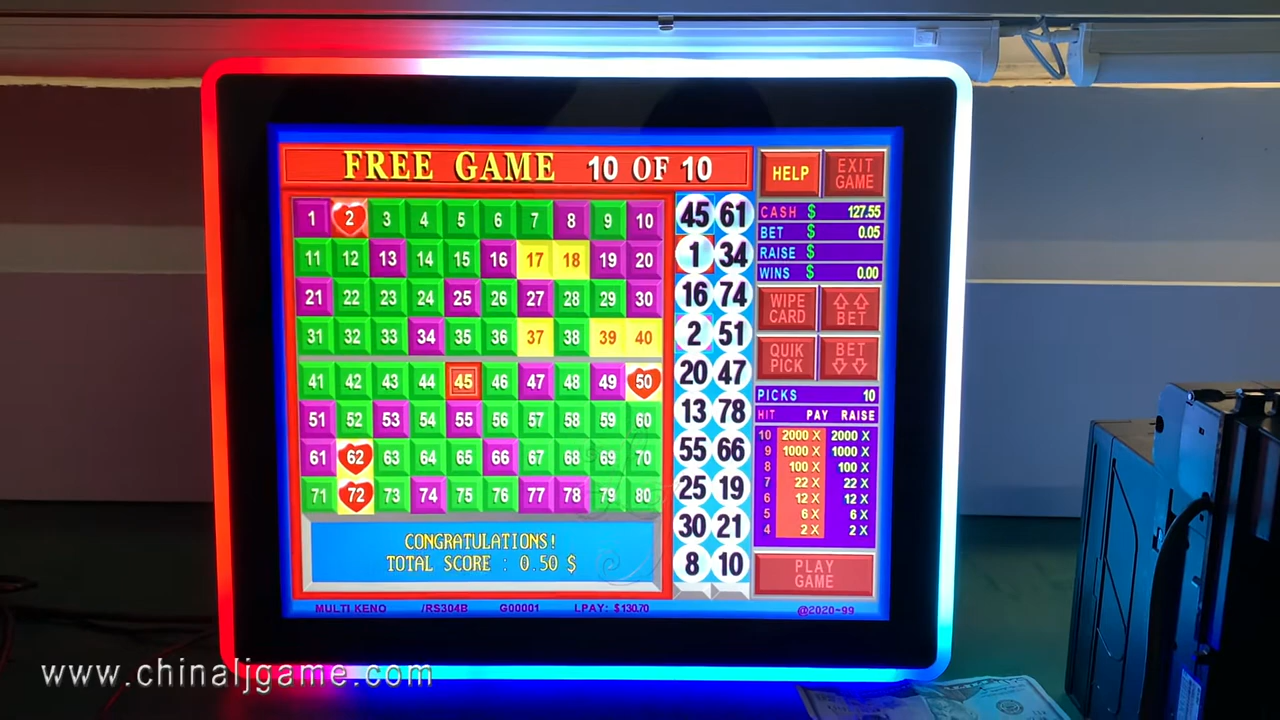 FREE GAME 10 OF 10
HELP
EXIT GAME
1 2 3 4 5 6 7 8 9 10
11 12 13 14 15 16 17 18 19 20
21 22 23 24 25 26 27 28 29 30
31 32 33 34 35 36 37 38 39 40
41 42 43 44 45 46 47 48 49 50
51 52 53 54 55 56 57 58 59 60
61 62 63 64 65 66 67 68 69 70
71 72 73 74 75 76 77 78 79 80
CONGRATULATIONS!
TOTAL SCORE : 0.50 $
45 61
1 34
16 74
2 51
20 47
13 78
55 66
25 19
30 21
8 10
CASH $ 127.55
BET $ 0.05
RAISE $
WINS $ 0.00
WIPE CARD
BET
QUIK PICK
BET
PICKS 10
HIT PAY RAISE
10 2000 X 2000 X
9 1000 X 1000 X
8 100 X 100 X
7 22 X 22 X
6 12 X 12 X
5 6 X 6 X
4 2 X 2 X
PLAY GAME
MULTI KENO /RS304B G00001 LPAY: $130.70 @2020-99
www.chinaljgame.com